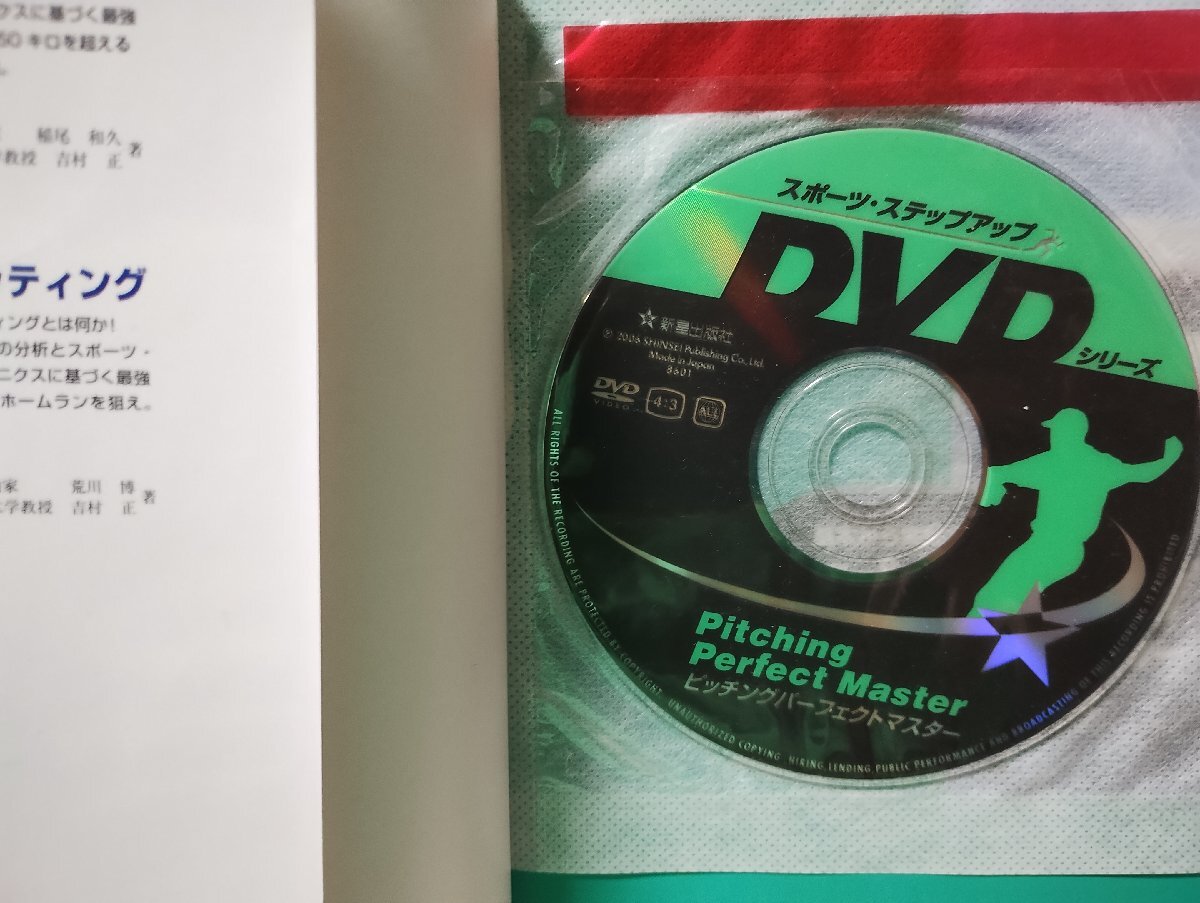 クスに基づく最強
50キロを超える
。
稲尾 和久
教授 吉村 正 著
ッティング
ィングとは何か！
の分析とスポーツ・
ニクスに基づく最強
ホームランを狙え。
家 荒川 博
大学教授 吉村 正 著
スポーツ・ステップアップ
DVD
シリーズ
新星出版社
℗ 2006 SHINSEI Publishing Co., Ltd.
Made in Japan
8601
DVD
VIDEO
4:3
ALL
Pitching
Perfect Master
ピッチングパーフェクトマスター
ALL RIGHTS OF THE RECORDING ARE PROTECTED BY COPYRIGHT. UNAUTHORIZED COPYING, HIRING, LENDING, PUBLIC PERFORMANCE AND BROADCASTING OF THIS RECORDING IS PROHIBITED